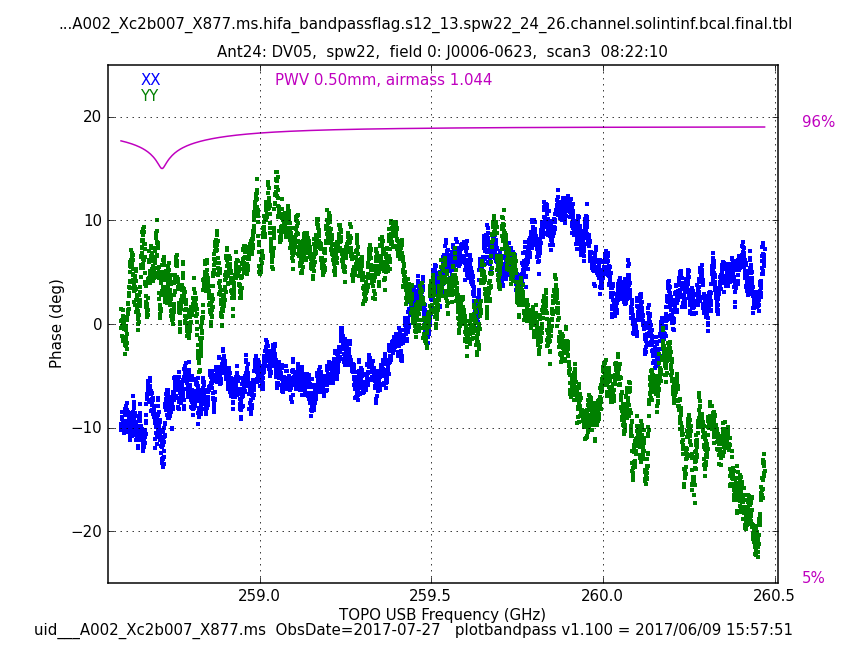 ...A002_Xc2b007_X877.ms.hifa_bandpassflag.s12_13.spw22_24_26.channel.solintinf.bcal.final.tbl
Ant24: DV05,  spw22,  field 0: J0006-0623,  scan3  08:22:10
XX
PWV 0.50mm, airmass 1.044
YY
96%
20
10
0
−10
−20
Phase (deg)
5%
259.0
259.5
260.0
260.5
TOPO USB Frequency (GHz)
uid___A002_Xc2b007_X877.ms  ObsDate=2017-07-27   plotbandpass v1.100 = 2017/06/09 15:57:51